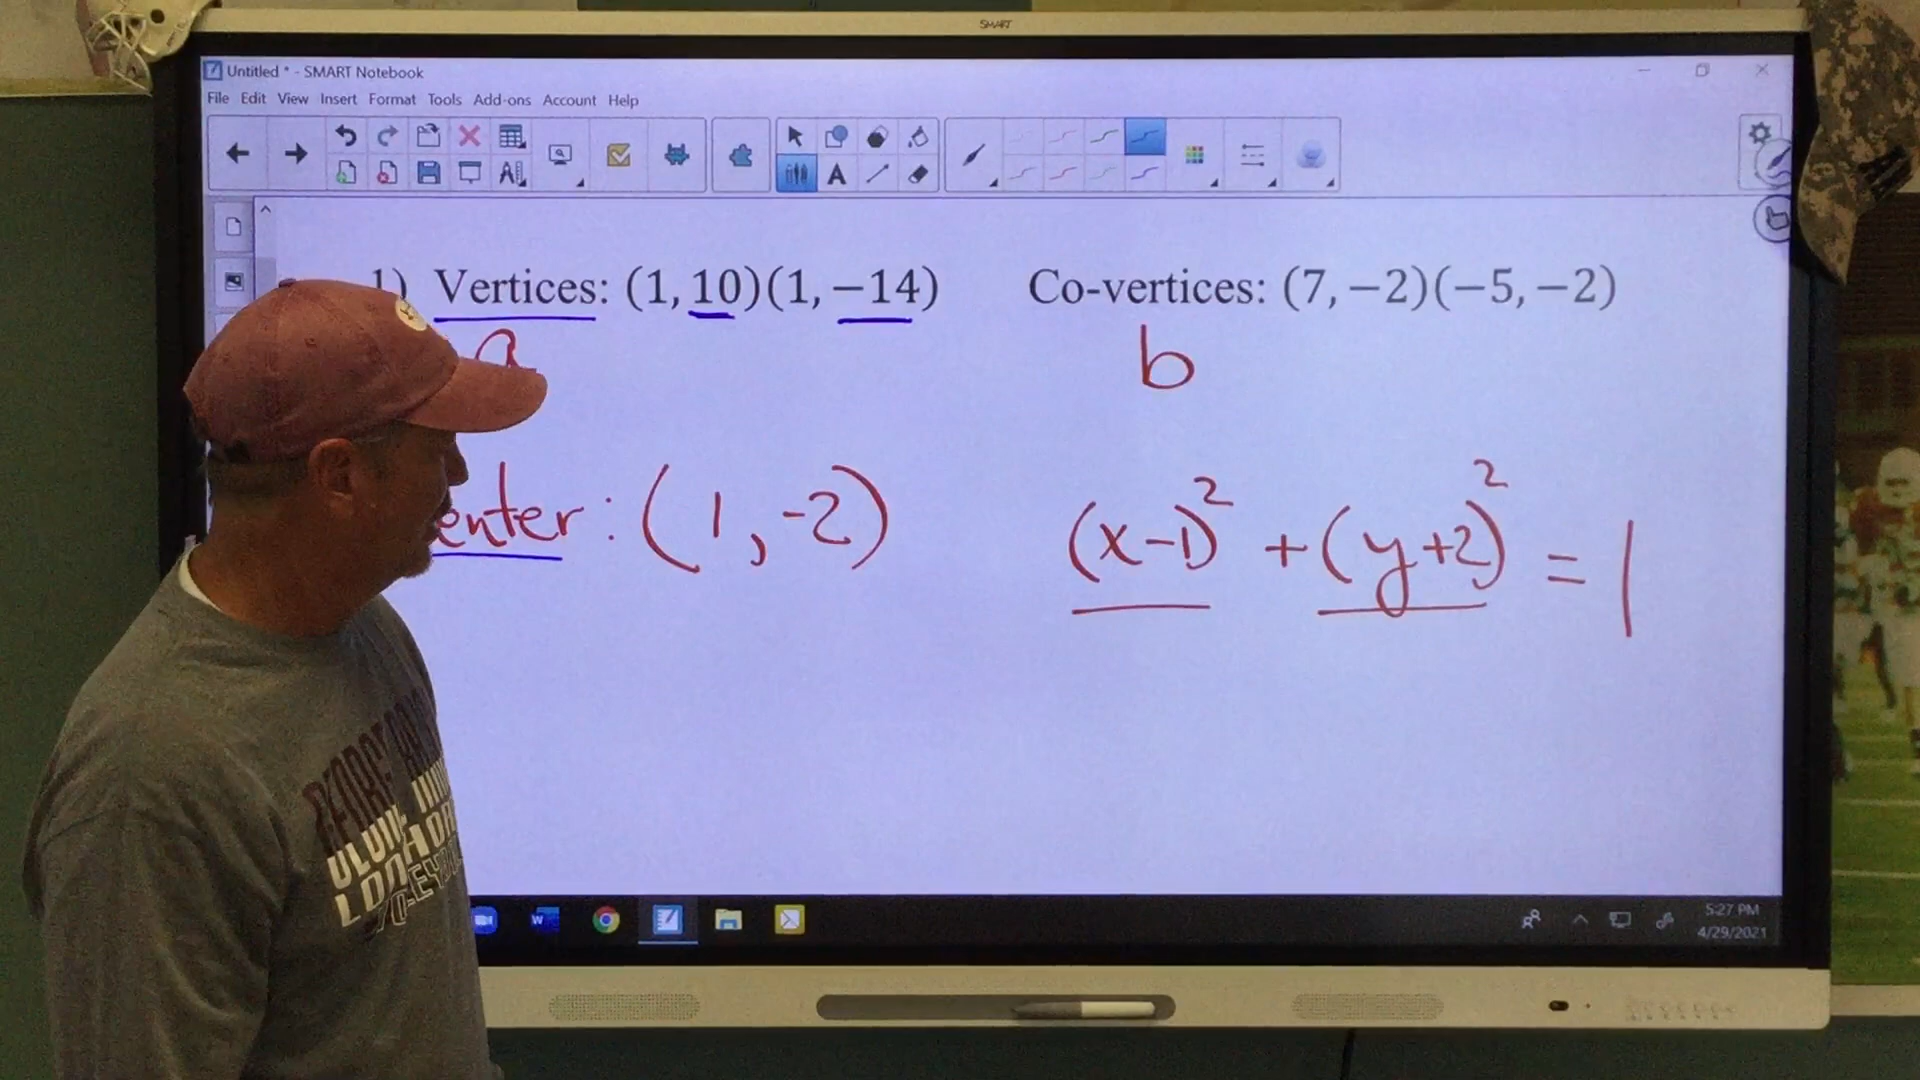 SMART
Untitled * - SMART Notebook
File Edit View Insert Format Tools Add-ons Account Help
1) Vertices: (1, 10)(1, −14) Co-vertices: (7, −2)(−5, −2)
a b
enter : (1, -2) (x-1)² + (y+2)² = 1
LONGHORN
5:27 PM
4/29/2021